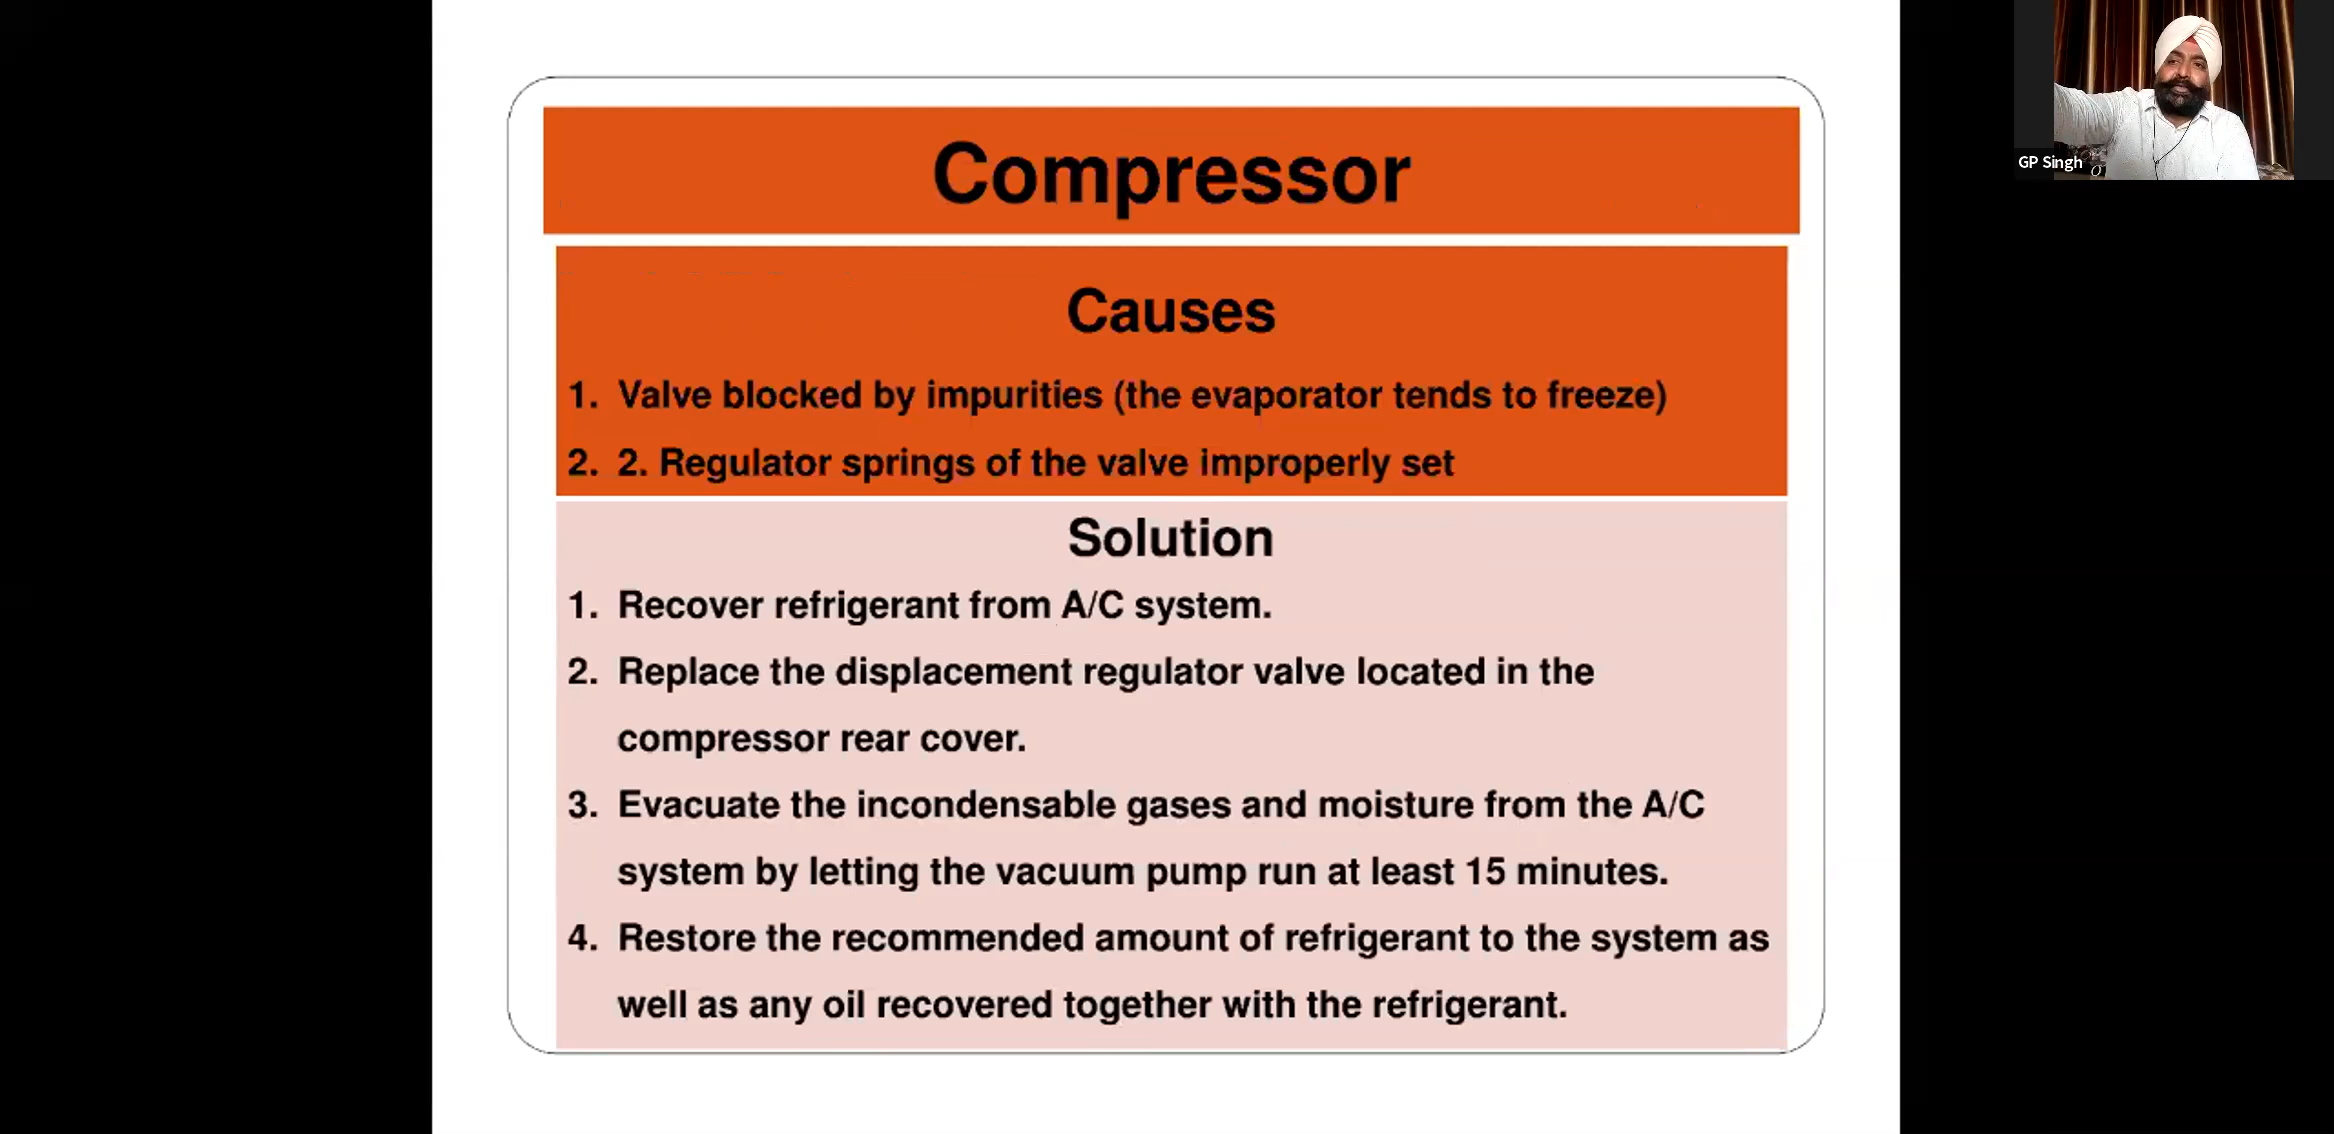 Compressor
Causes
1. Valve blocked by impurities (the evaporator tends to freeze)
2. 2. Regulator springs of the valve improperly set
Solution
1. Recover refrigerant from A/C system.
2. Replace the displacement regulator valve located in the
compressor rear cover.
3. Evacuate the incondensable gases and moisture from the A/C
system by letting the vacuum pump run at least 15 minutes.
4. Restore the recommended amount of refrigerant to the system as
well as any oil recovered together with the refrigerant.
GP Singh